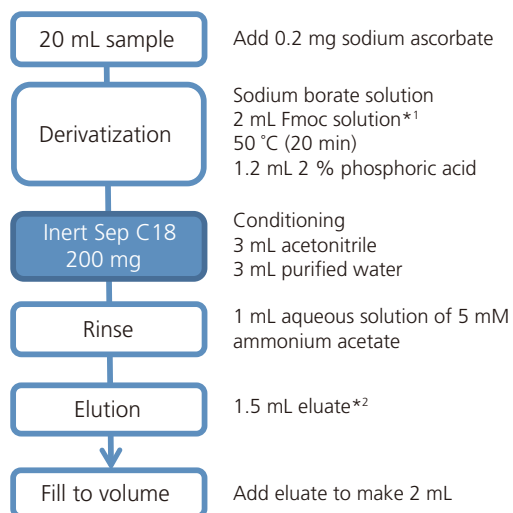 20 mL sample
Add 0.2 mg sodium ascorbate
Derivatization
Sodium borate solution
2 mL Fmoc solution*1
50 ˚C (20 min)
1.2 mL 2 % phosphoric acid
Inert Sep C18
200 mg
Conditioning
3 mL acetonitrile
3 mL purified water
Rinse
1 mL aqueous solution of 5 mM
ammonium acetate
Elution
1.5 mL eluate*2
Fill to volume
Add eluate to make 2 mL